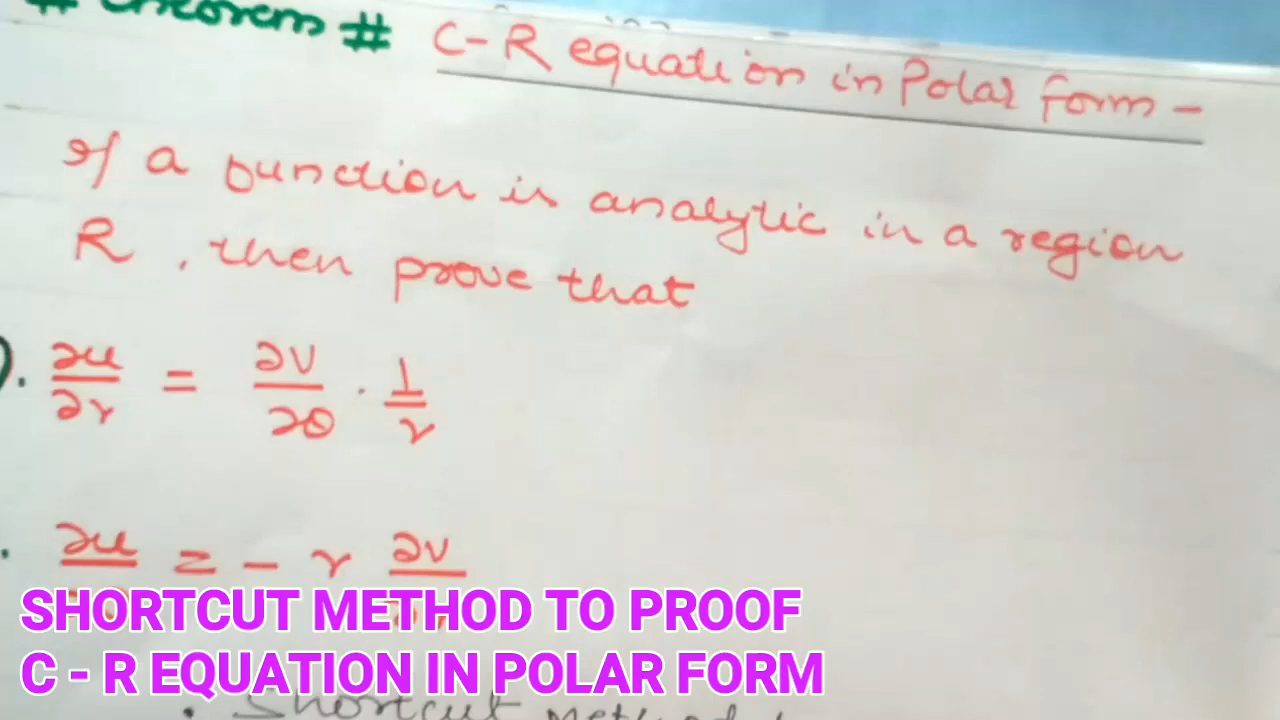 # Theorem # C-R equation in Polar form -
If a function is analytic in a region
R, then prove that
∂u/∂r = ∂v/∂θ · 1/r
∂u = - r ∂v
SHORTCUT METHOD TO PROOF
C - R EQUATION IN POLAR FORM
. Shortcut Method